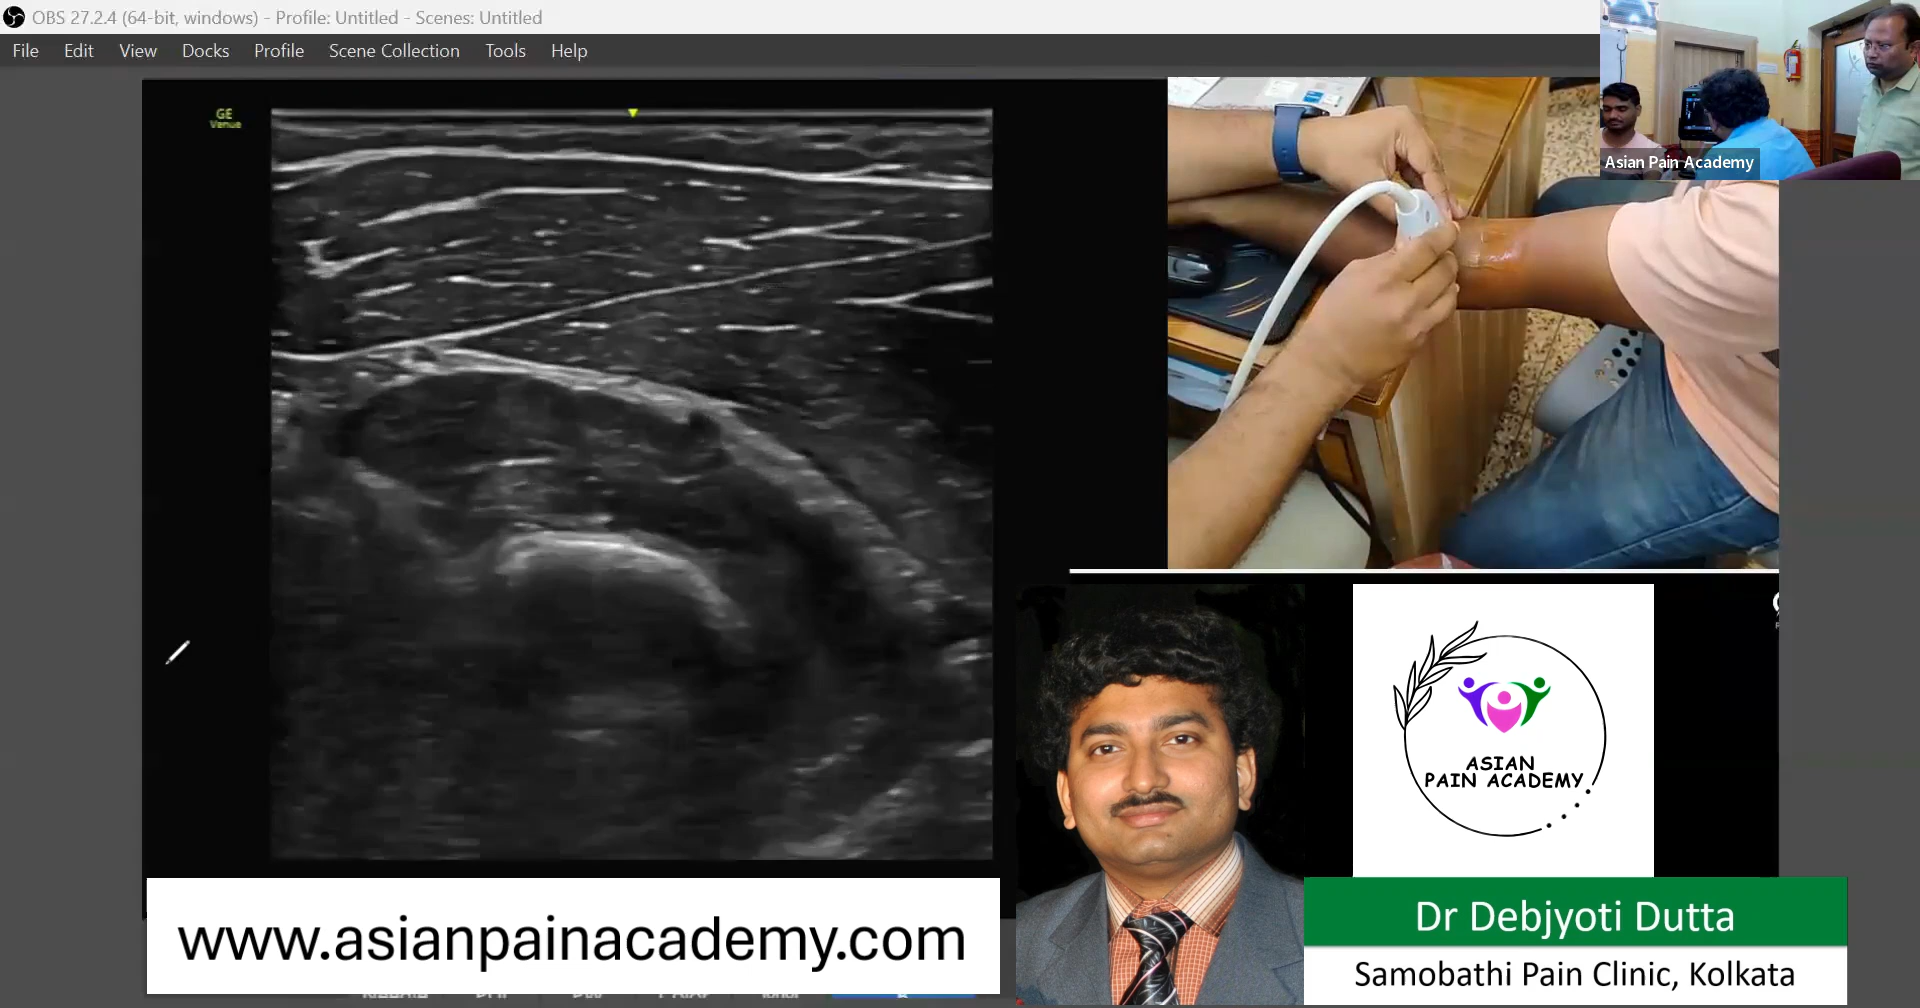 OBS 27.2.4 (64-bit, windows) - Profile: Untitled - Scenes: Untitled
File Edit View Docks Profile Scene Collection Tools Help
GE
Venue
Asian Pain Academy
ASIAN
PAIN ACADEMY
www.asianpainacademy.com
Dr Debjyoti Dutta
Samobathi Pain Clinic, Kolkata